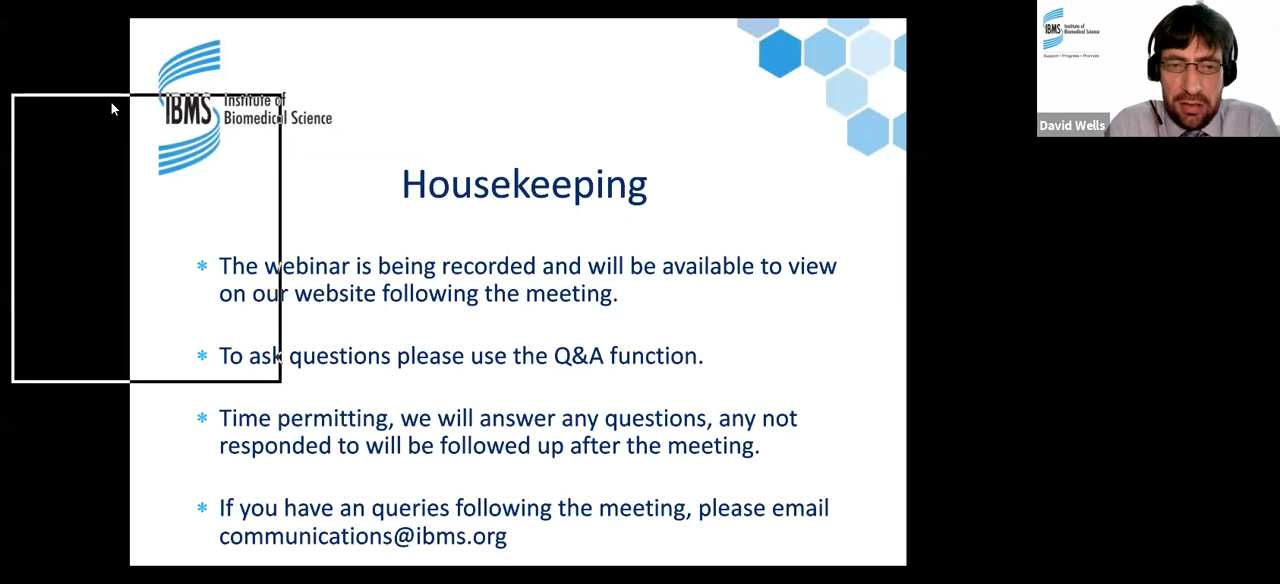 IBMS
Institute of
Biomedical Science
Housekeeping
* The webinar is being recorded and will be available to view
on our website following the meeting.
* To ask questions please use the Q&A function.
* Time permitting, we will answer any questions, any not
responded to will be followed up after the meeting.
* If you have an queries following the meeting, please email
communications@ibms.org
IBMS
Institute of
Biomedical Science
Support • Progress • Promote
David Wells